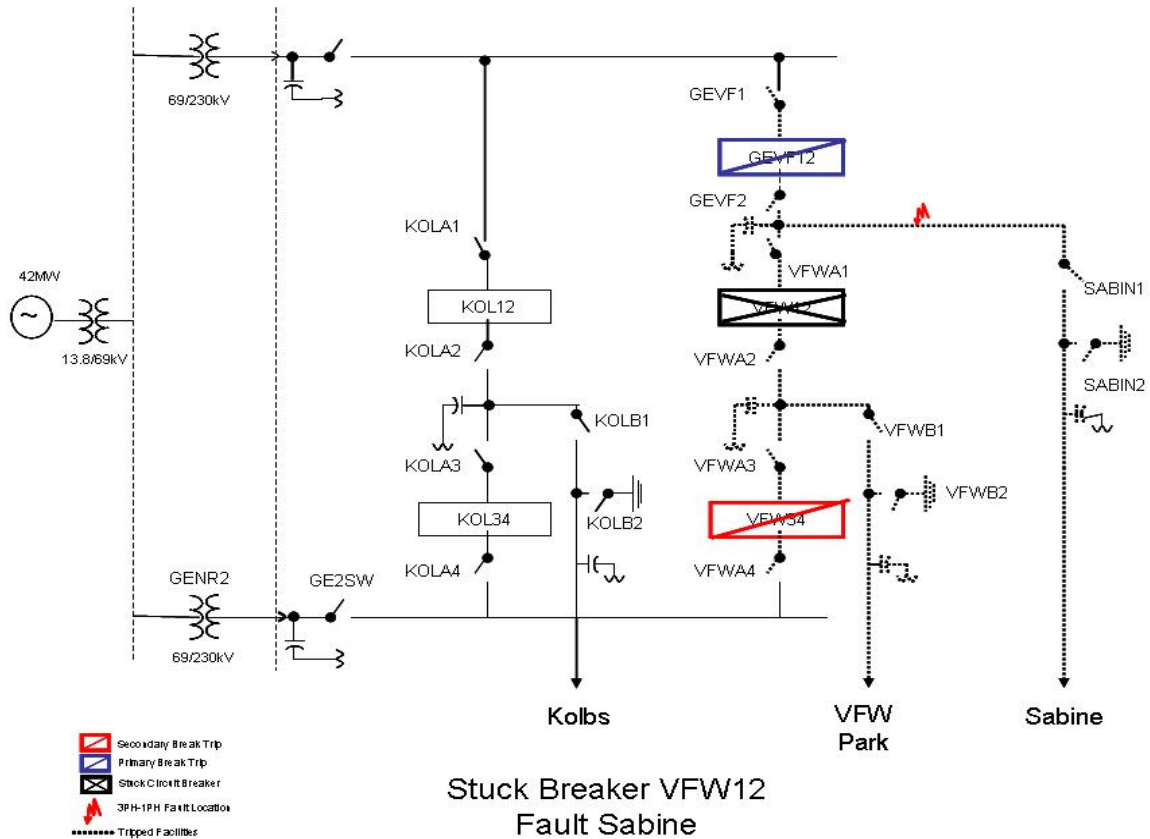 69/230kV
GEVF1
GEVF12
GEVF2
KOLA1
VFWA1
42MW
~
SABIN1
KOL12
VFW12
13.8/69kV
KOLA2
VFWA2
SABIN2
KOLB1
VFWB1
KOLA3
VFWA3
VFWB2
KOL34
KOLB2
VFW34
GENR2
GE2SW
KOLA4
VFWA4
69/230kV
Kolbs
VFW
Park
Sabine
Secondary Break Trip
Primary Break Trip
Stuck Circuit Breaker
3PH-1PH Fault Location
Tripped Facilities
Stuck Breaker VFW12
Fault Sabine